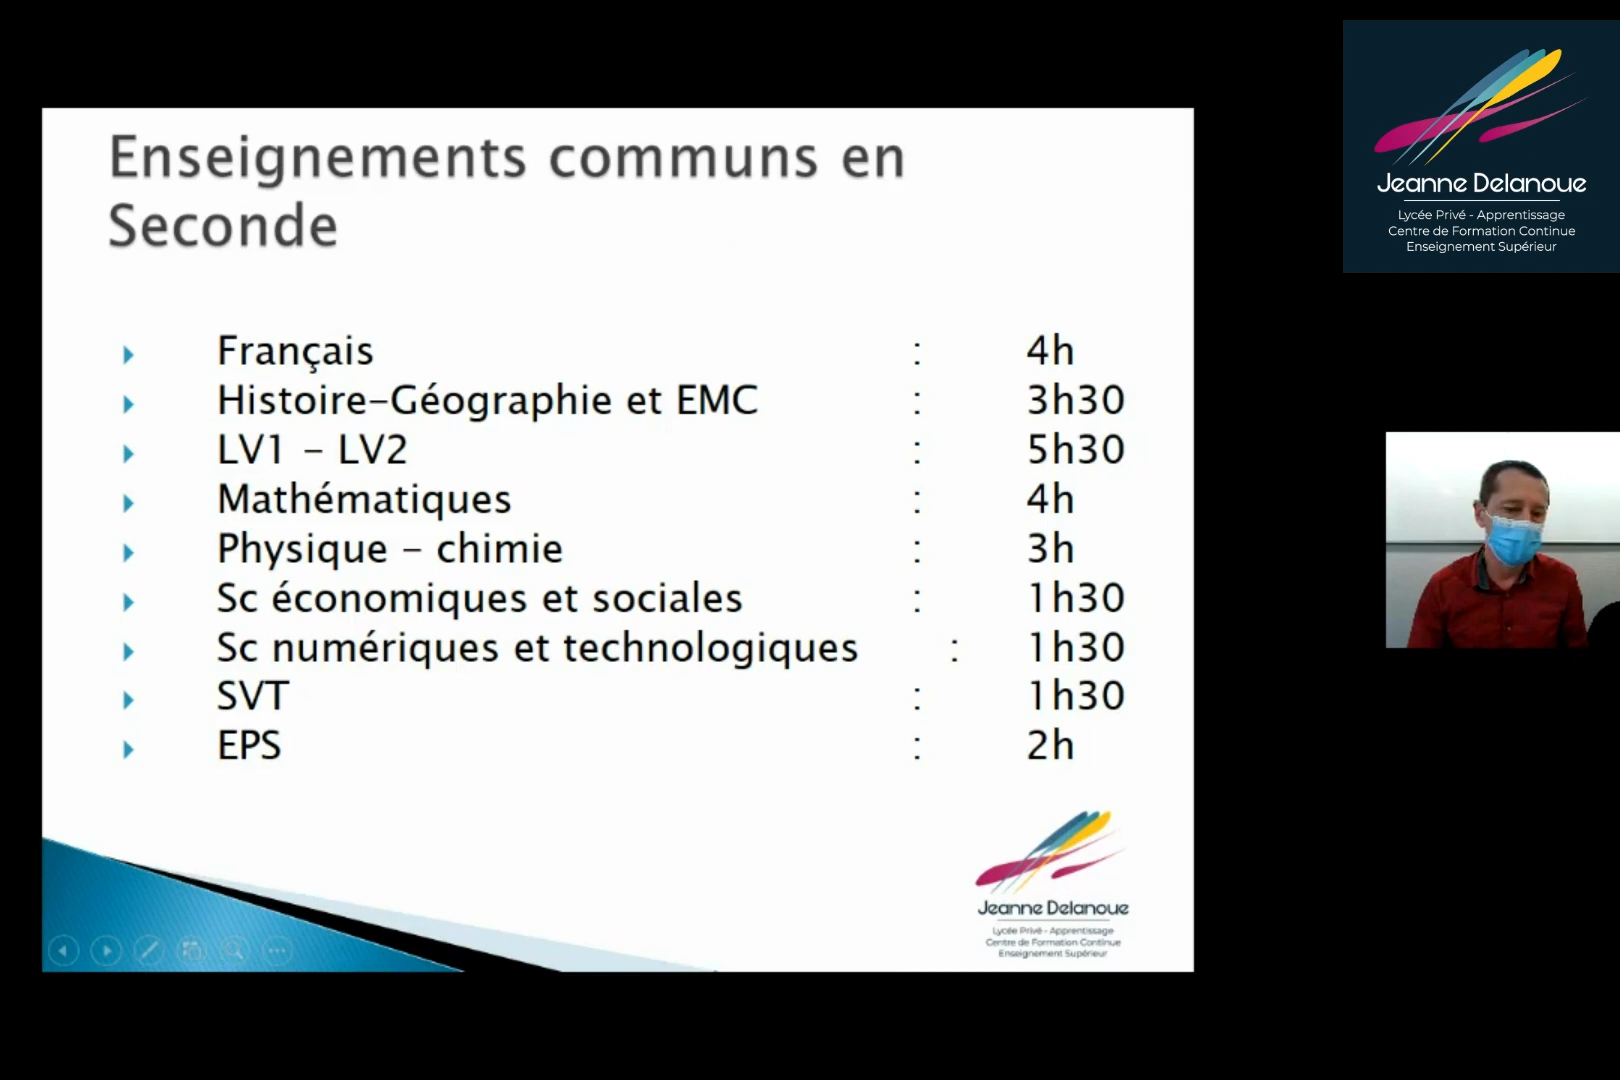 Enseignements communs en
Seconde
Français : 4h
Histoire-Géographie et EMC : 3h30
LV1 - LV2 : 5h30
Mathématiques : 4h
Physique - chimie : 3h
Sc économiques et sociales : 1h30
Sc numériques et technologiques : 1h30
SVT : 1h30
EPS : 2h
Jeanne Delanoue
Lycée Privé - Apprentissage
Centre de Formation Continue
Enseignement Supérieur
Jeanne Delanoue
Lycée Privé - Apprentissage
Centre de Formation Continue
Enseignement Supérieur